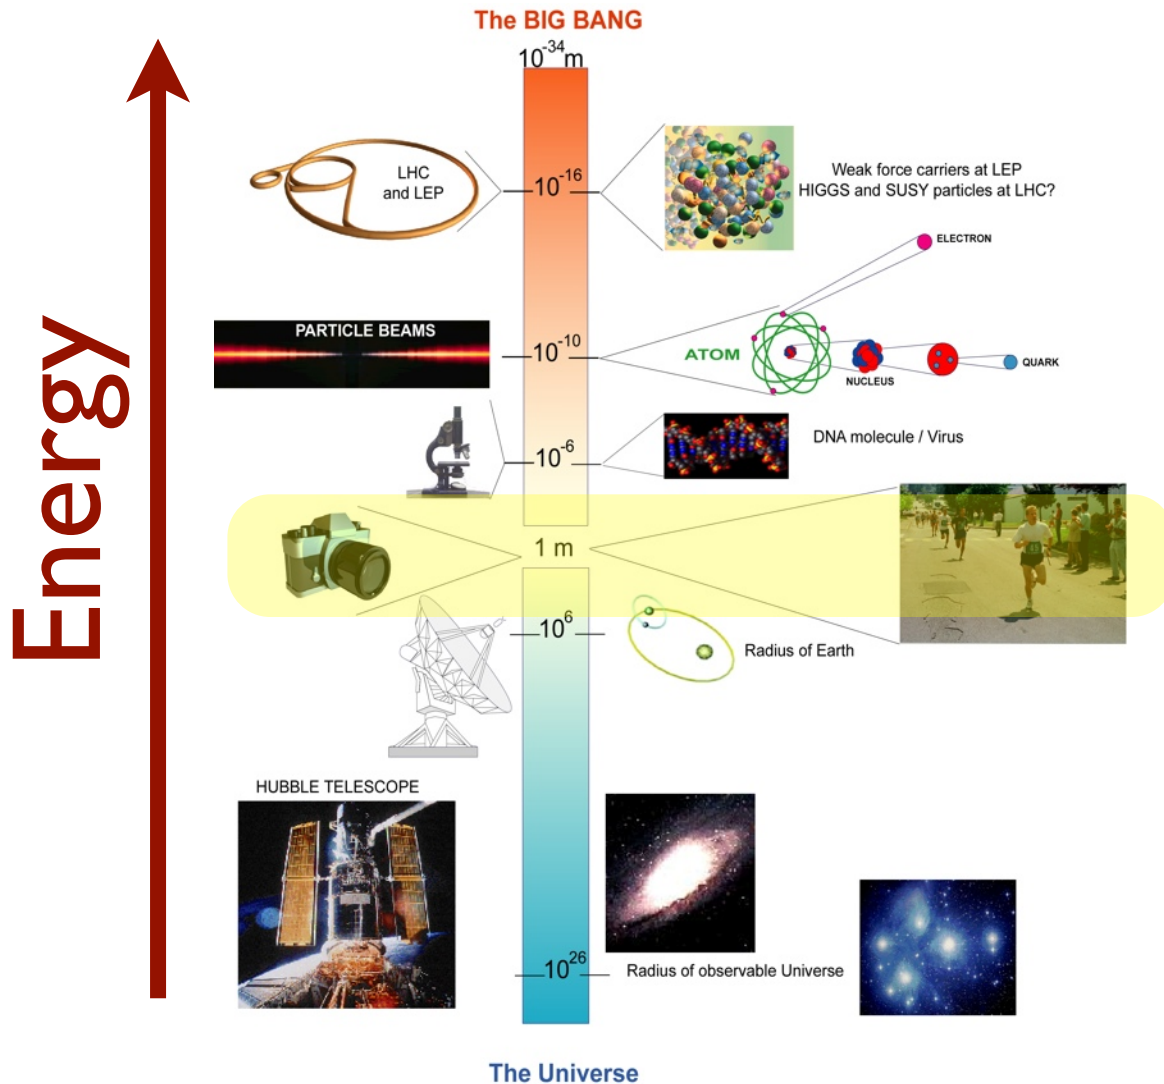 The BIG BANG
10^-34 m
LHC
and LEP
10^-16
Weak force carriers at LEP
HIGGS and SUSY particles at LHC?
ELECTRON
PARTICLE BEAMS
10^-10
ATOM
NUCLEUS
QUARK
Energy
10^-6
DNA molecule / Virus
1 m
10^6
Radius of Earth
HUBBLE TELESCOPE
10^26
Radius of observable Universe
The Universe